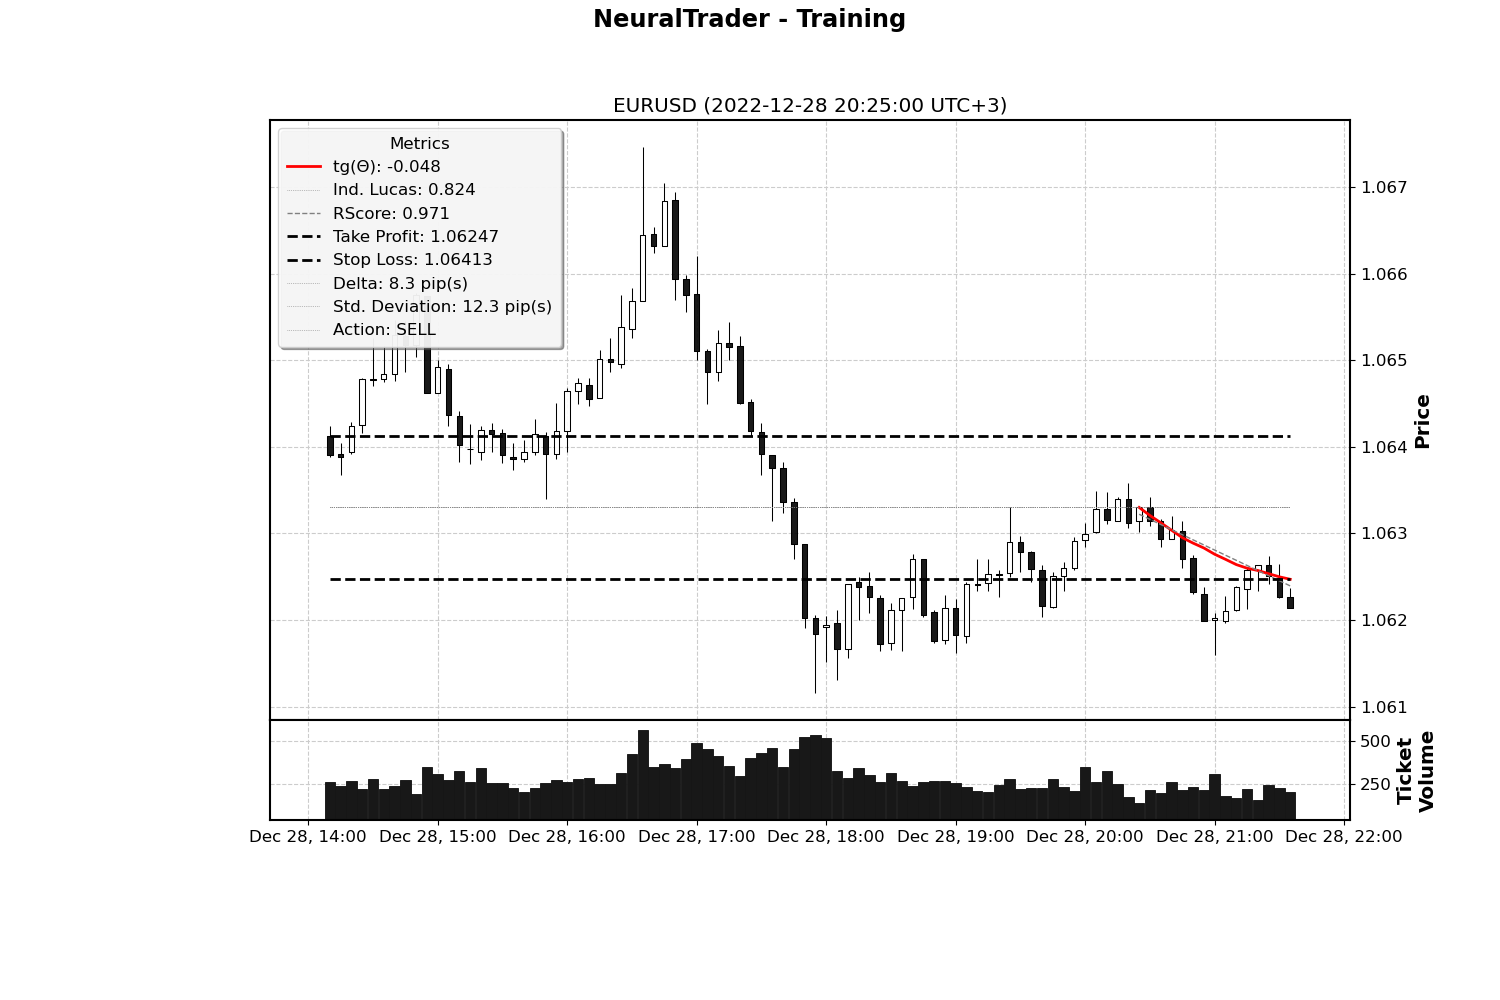 NeuralTrader - Training
EURUSD (2022-12-28 20:25:00 UTC+3)
Metrics
tg(Θ): -0.048
Ind. Lucas: 0.824
RScore: 0.971
Take Profit: 1.06247
Stop Loss: 1.06413
Delta: 8.3 pip(s)
Std. Deviation: 12.3 pip(s)
Action: SELL
1.067
1.066
1.065
1.064
1.063
1.062
1.061
Price
500
250
Ticket
Volume
Dec 28, 14:00
Dec 28, 15:00
Dec 28, 16:00
Dec 28, 17:00
Dec 28, 18:00
Dec 28, 19:00
Dec 28, 20:00
Dec 28, 21:00
Dec 28, 22:00